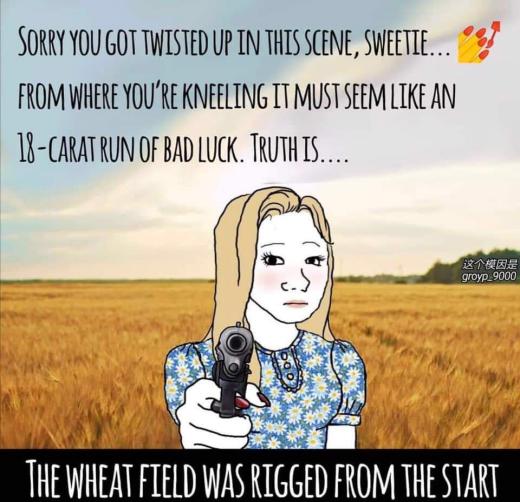 Sorry you got twisted up in this scene, sweetie... 💅
from where you're kneeling it must seem like an
18-carat run of bad luck. Truth is....
这个模因是
groyp_9000
The wheat field was rigged from the start